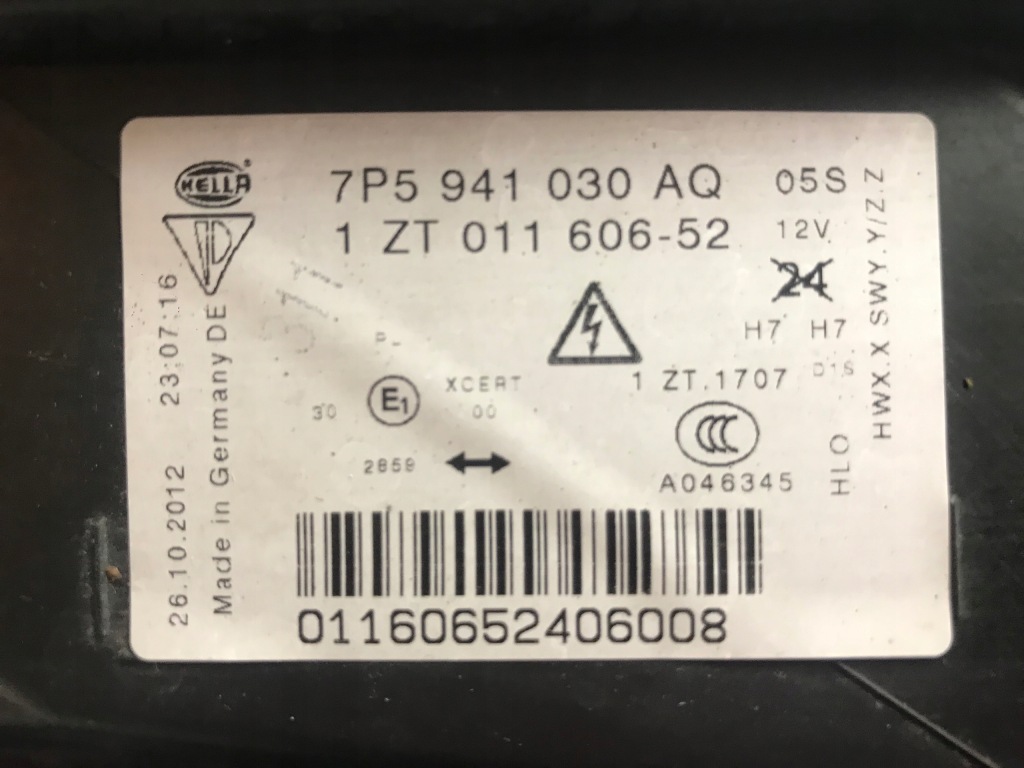 HELLA
7P5 941 030 AQ 05S
1 ZT 011 606-52 12V
24
H7 H7
1 ZT.1707 D1S
XCERT
30 E1 00
2859
A046345
HLO
HWX.X SWY.Y/Z.Z
26.10.2012 23:07:16
Made in Germany DE
01160652406008